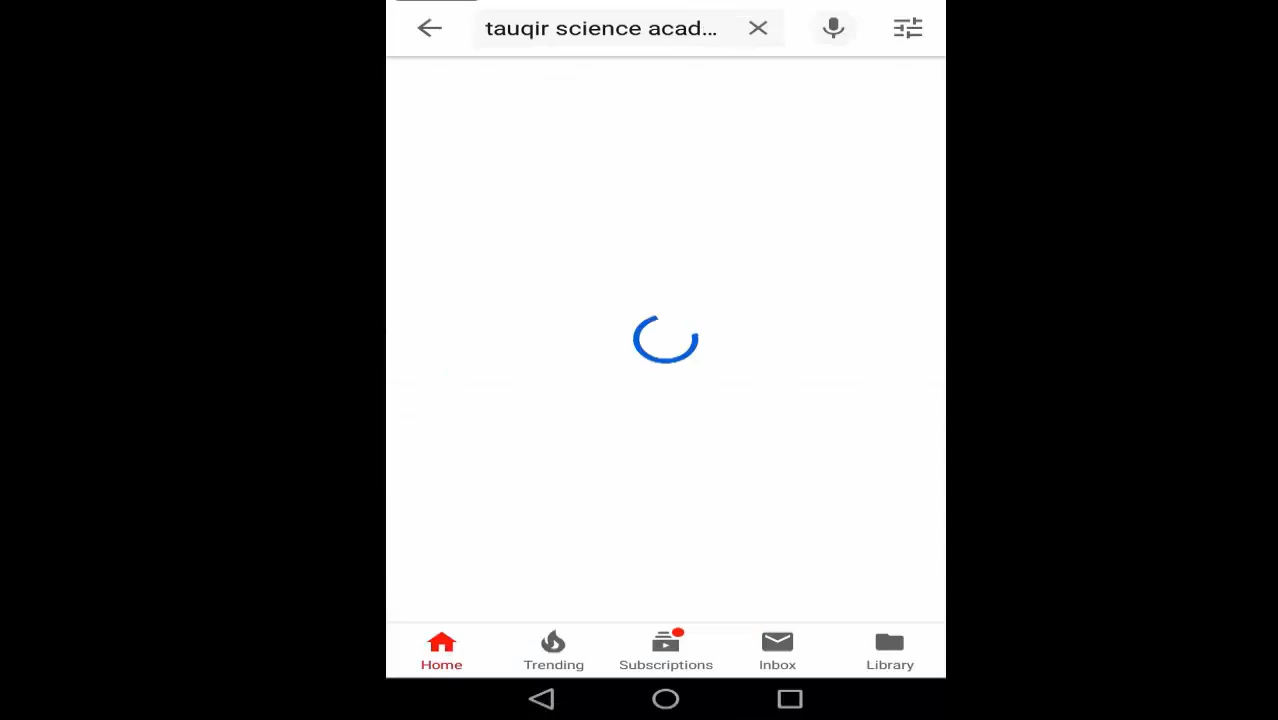 tauqir science acad...
Home
Trending
Subscriptions
Inbox
Library